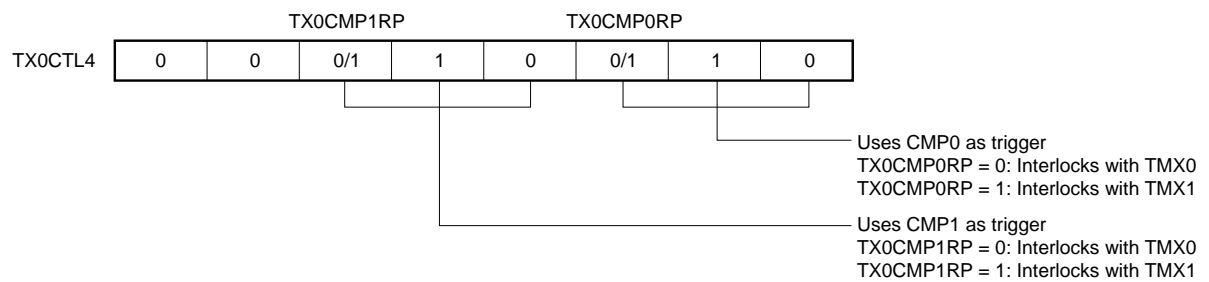 TX0CMP1RP TX0CMP0RP
TX0CTL4 0 0 0/1 1 0 0/1 1 0
Uses CMP0 as trigger
TX0CMP0RP = 0: Interlocks with TMX0
TX0CMP0RP = 1: Interlocks with TMX1
Uses CMP1 as trigger
TX0CMP1RP = 0: Interlocks with TMX0
TX0CMP1RP = 1: Interlocks with TMX1